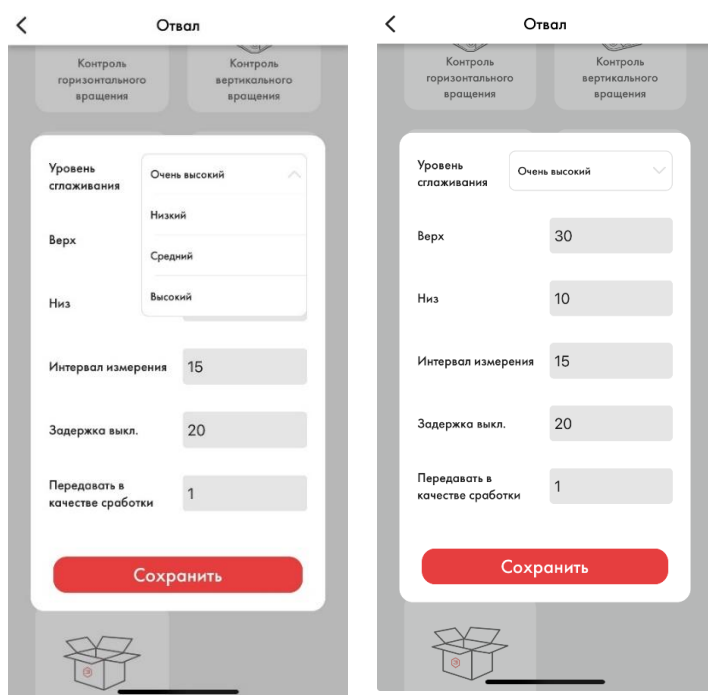 Отвал
Контроль
горизонтального
вращения
Контроль
вертикального
вращения
Уровень
сглаживания
Очень высокий
Низкий
Средний
Высокий
Верх
Низ
Интервал измерения
15
Задержка выкл.
20
Передавать в
качестве сработки
1
Сохранить
Отвал
Контроль
горизонтального
вращения
Контроль
вертикального
вращения
Уровень
сглаживания
Очень высокий
Верх
30
Низ
10
Интервал измерения
15
Задержка выкл.
20
Передавать в
качестве сработки
1
Сохранить